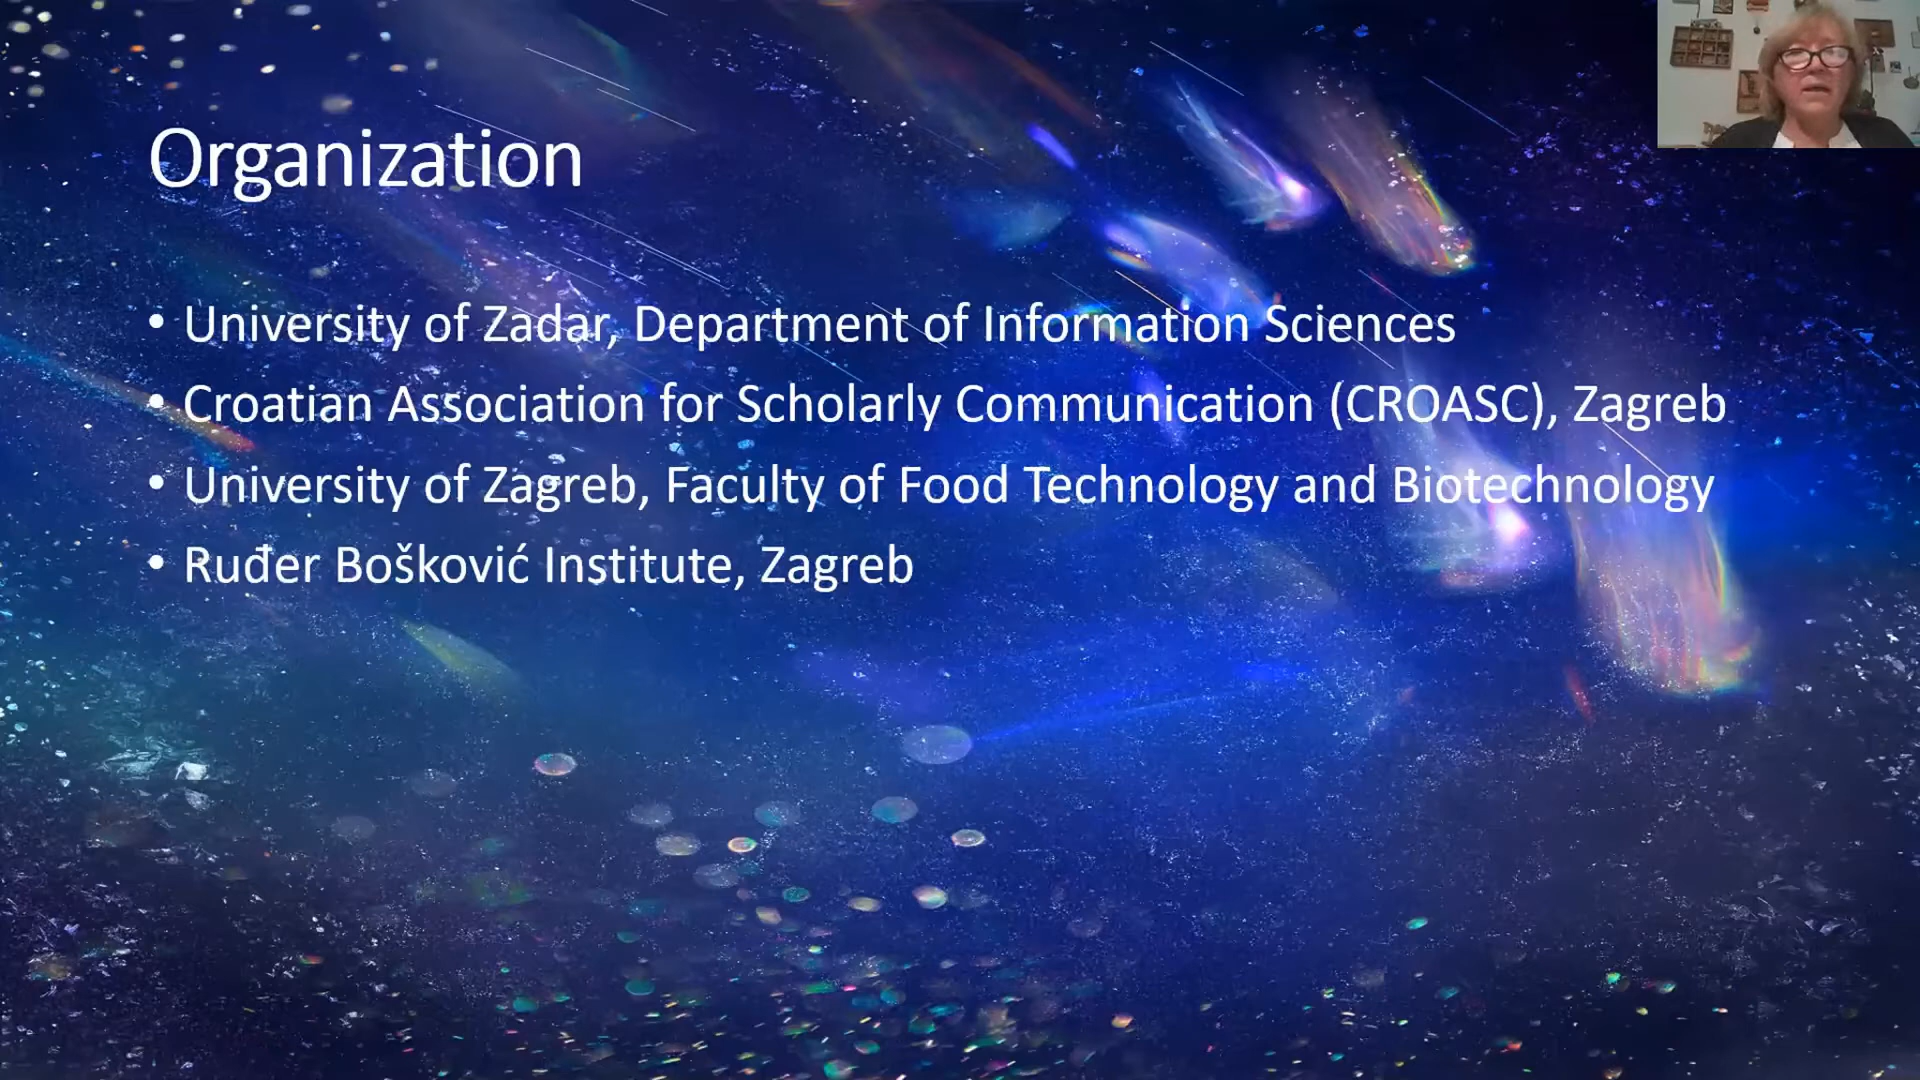 Organization
• University of Zadar, Department of Information Sciences
• Croatian Association for Scholarly Communication (CROASC), Zagreb
• University of Zagreb, Faculty of Food Technology and Biotechnology
• Ruđer Bošković Institute, Zagreb